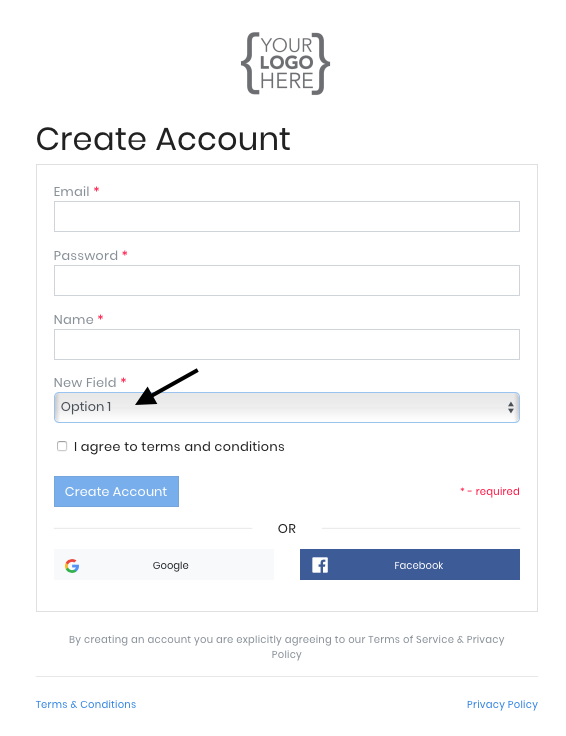 YOUR
LOGO
HERE
Create Account
Email *
Password *
Name *
New Field *
Option 1
I agree to terms and conditions
Create Account
* - required
OR
Google
Facebook
By creating an account you are explicitly agreeing to our Terms of Service & Privacy
Policy
Terms & Conditions
Privacy Policy